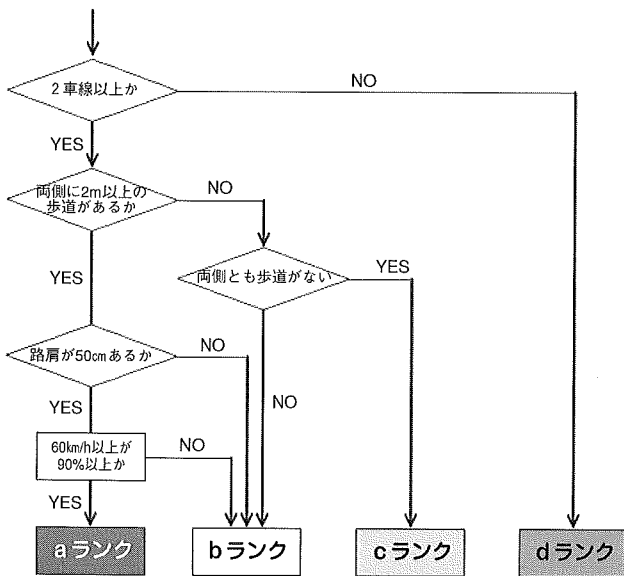 2車線以上か
NO
YES
両側に2m以上の
歩道があるか
NO
両側とも歩道がない
YES
YES
路肩が50cmあるか
NO
NO
YES
60km/h以上が
90%以上か
NO
YES
aランク
bランク
cランク
dランク